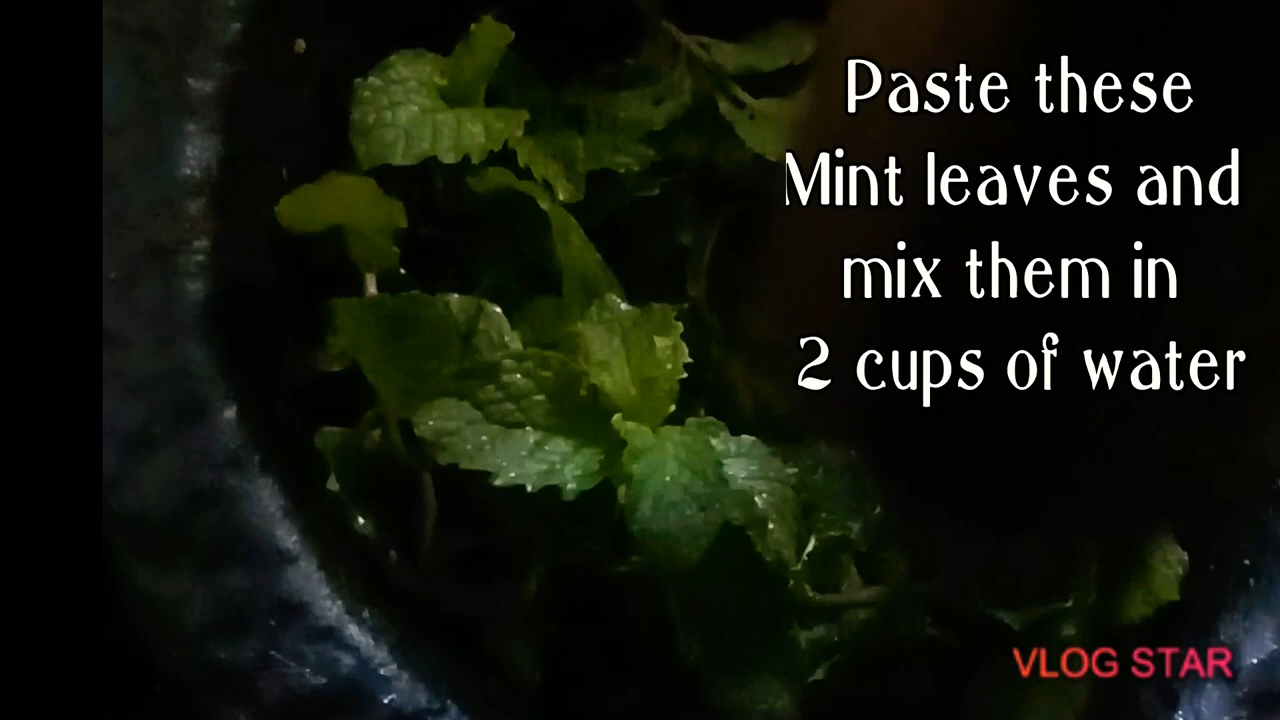 Paste these
Mint leaves and
mix them in
2 cups of water
VLOG STAR